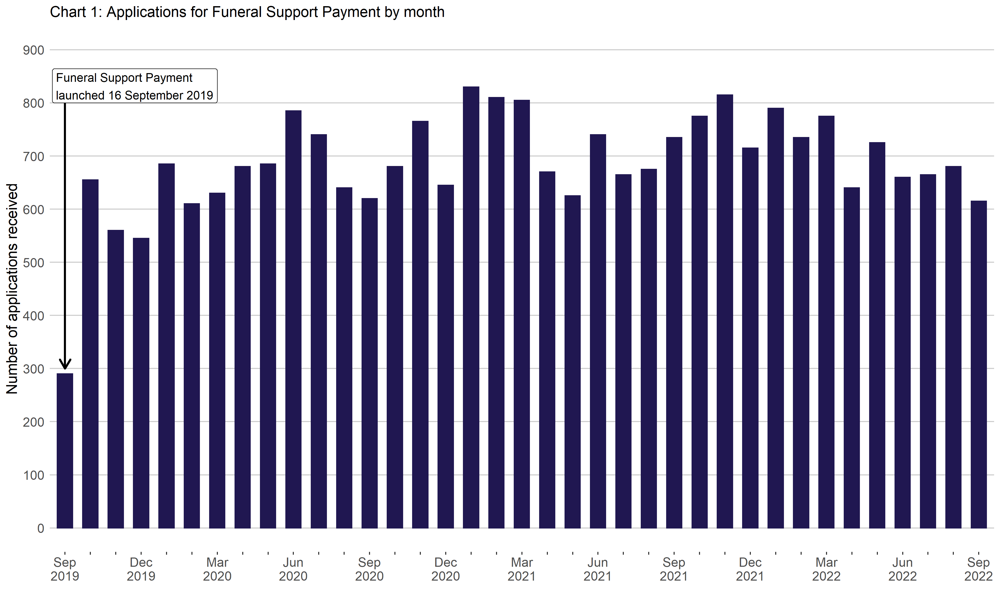 Chart 1: Applications for Funeral Support Payment by month
900
Funeral Support Payment
launched 16 September 2019
800
700
600
500
400
300
200
100
0
Number of applications received
Sep Dec Mar Jun Sep Dec Mar Jun Sep Dec Mar Jun Sep
2019 2019 2020 2020 2020 2020 2021 2021 2021 2021 2022 2022 2022